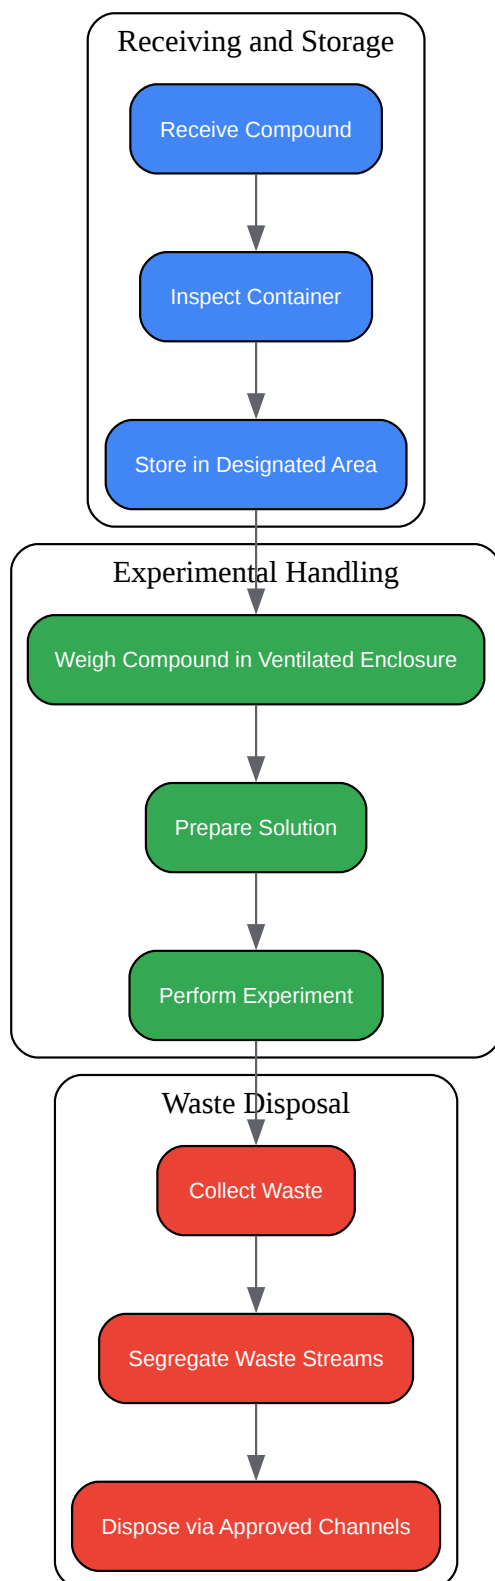 Receiving and Storage
Receive Compound
Inspect Container
Store in Designated Area
Experimental Handling
Weigh Compound in Ventilated Enclosure
Prepare Solution
Perform Experiment
Waste Disposal
Collect Waste
Segregate Waste Streams
Dispose via Approved Channels